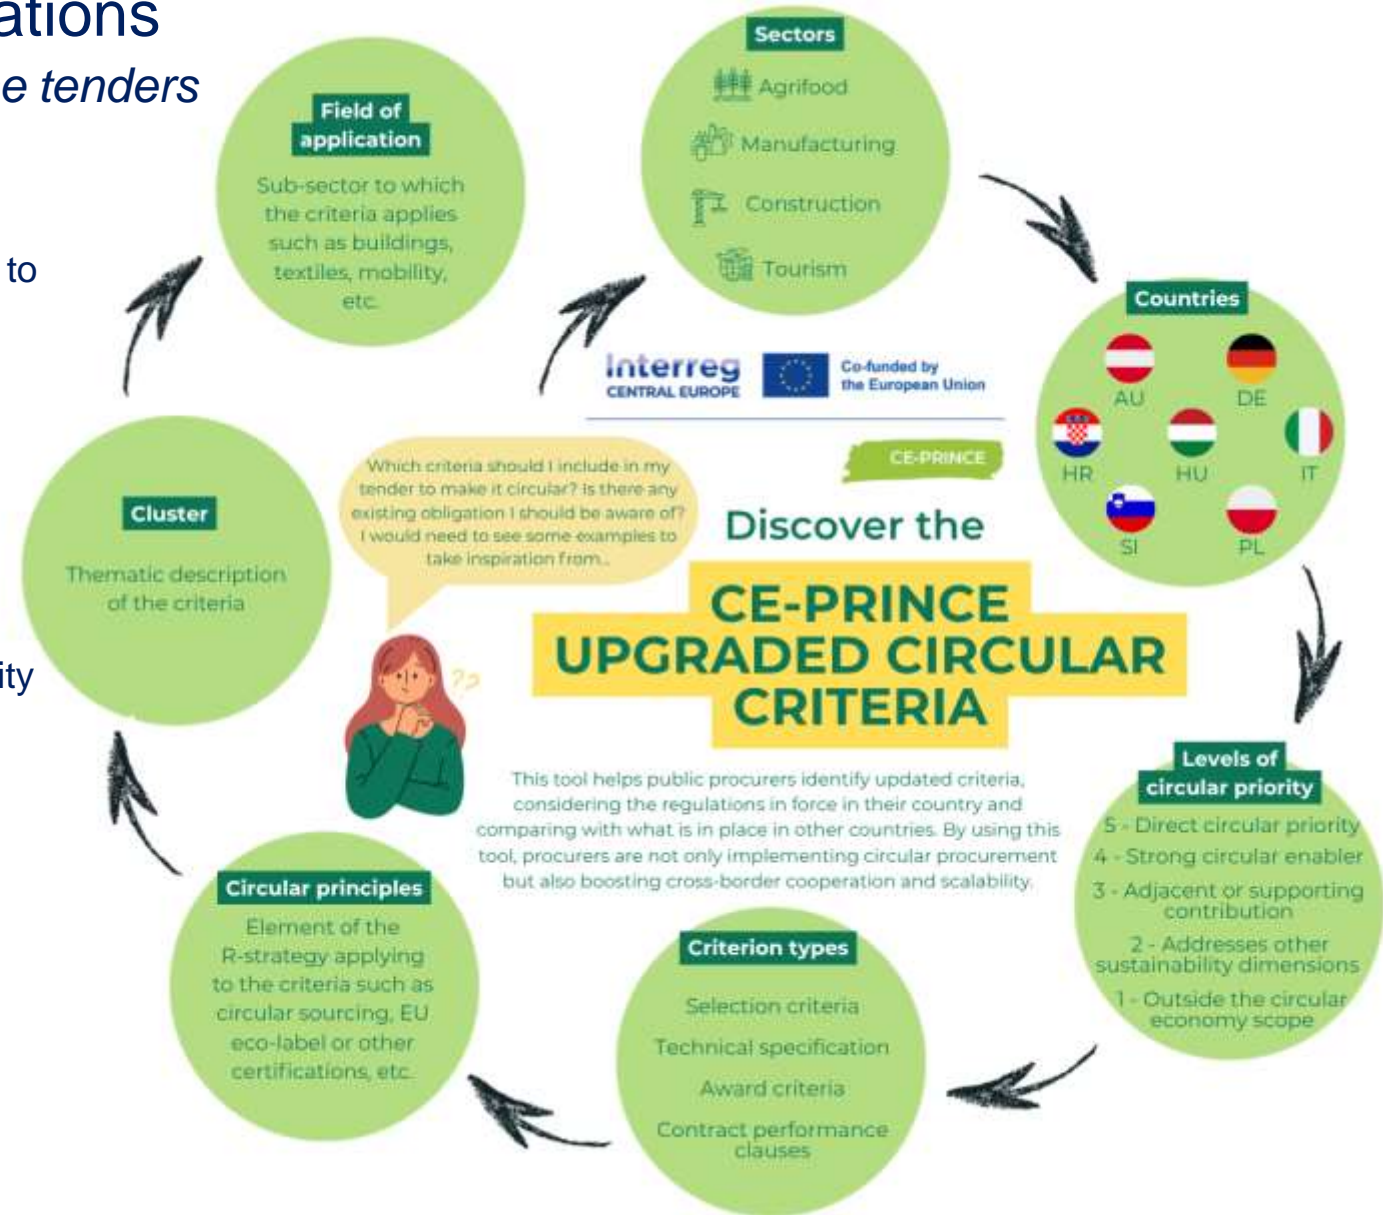 ations
e tenders
to
ity
Field of
application
Sub-sector to which
the criteria applies
such as buildings,
textiles, mobility,
etc.
Sectors
Agrifood
Manufacturing
Construction
Tourism
Countries
AU
DE
HR
HU
IT
SI
PL
Levels of
circular priority
5 - Direct circular priority
4 - Strong circular enabler
3 - Adjacent or supporting
contribution
2 - Addresses other
sustainability dimensions
1 - Outside the circular
economy scope
Criterion types
Selection criteria
Technical specification
Award criteria
Contract performance
clauses
Circular principles
Element of the
R-strategy applying
to the criteria such as
circular sourcing, EU
eco-label or other
certifications, etc.
Cluster
Thematic description
of the criteria
Interreg
CENTRAL EUROPE
Co-funded by
the European Union
CE-PRINCE
Which criteria should I include in my
tender to make it circular? Is there any
existing obligation I should be aware of?
I would need to see some examples to
take inspiration from...
??
Discover the
CE-PRINCE
UPGRADED CIRCULAR
CRITERIA
This tool helps public procurers identify updated criteria,
considering the regulations in force in their country and
comparing with what is in place in other countries. By using this
tool, procurers are not only implementing circular procurement
but also boosting cross-border cooperation and scalability.